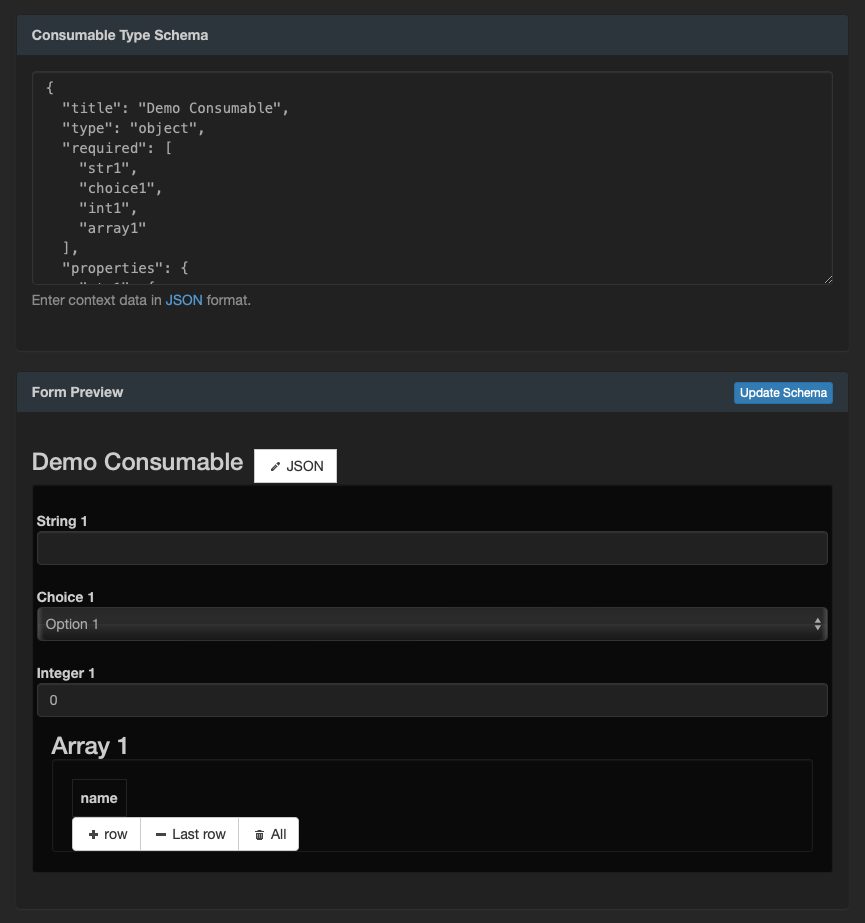 Consumable Type Schema
{
"title": "Demo Consumable",
"type": "object",
"required": [
"str1",
"choice1",
"int1",
"array1"
],
"properties": {
Enter context data in JSON format.
Form Preview
Update Schema
Demo Consumable
JSON
String 1
Choice 1
Option 1
Integer 1
0
Array 1
name
row
Last row
All